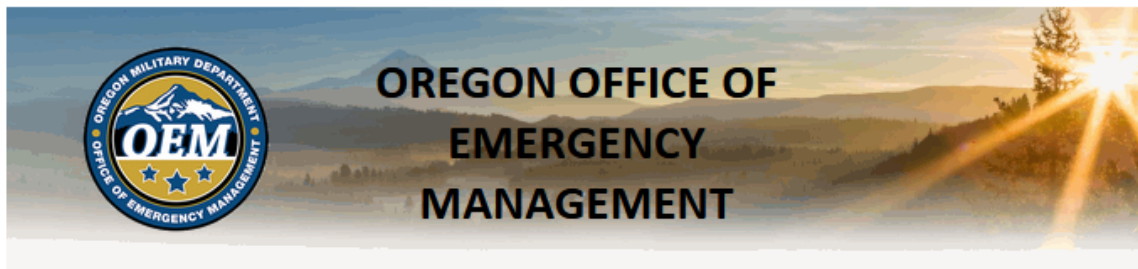 OREGON MILITARY DEPARTMENT
OEM
OFFICE OF EMERGENCY MANAGEMENT
OREGON OFFICE OF
EMERGENCY
MANAGEMENT